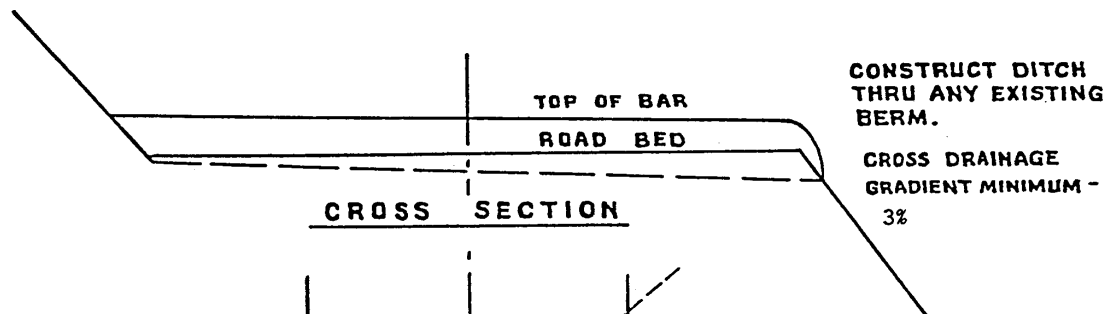 TOP OF BAR
ROAD BED
CROSS SECTION
CONSTRUCT DITCH
THRU ANY EXISTING
BERM.
CROSS DRAINAGE
GRADIENT MINIMUM -
3%